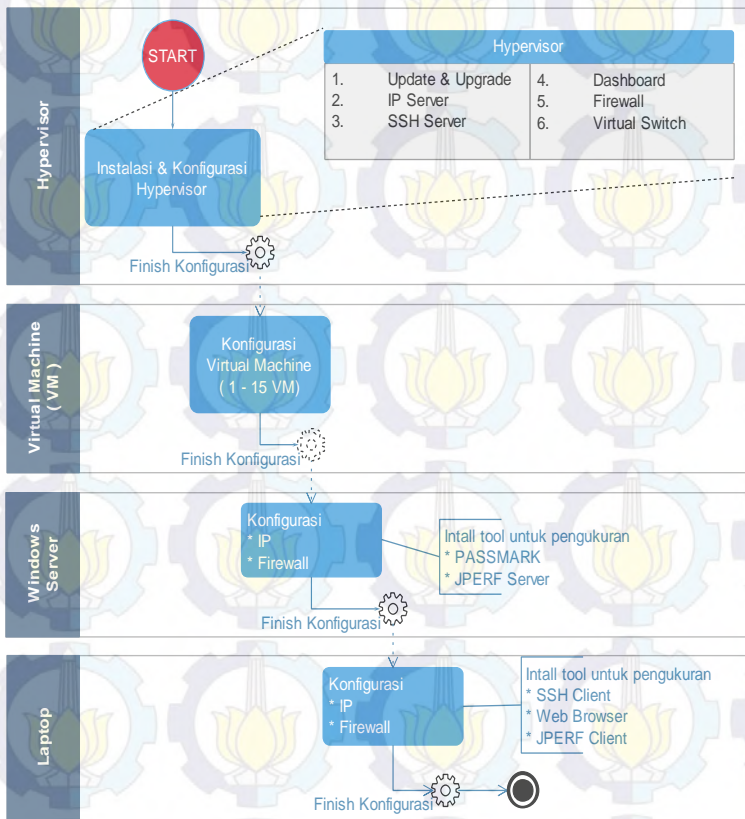 Hypervisor
START
Hypervisor
1. Update & Upgrade
2. IP Server
3. SSH Server
4. Dashboard
5. Firewall
6. Virtual Switch
Instalasi & Konfigurasi
Hypervisor
Finish Konfigurasi
Virtual Machine
( VM )
Konfigurasi
Virtual Machine
( 1 - 15 VM)
Finish Konfigurasi
Windows
Server
Konfigurasi
* IP
* Firewall
Intall tool untuk pengukuran
* PASSMARK
* JPERF Server
Finish Konfigurasi
Laptop
Konfigurasi
* IP
* Firewall
Intall tool untuk pengukuran
* SSH Client
* Web Browser
* JPERF Client
Finish Konfigurasi